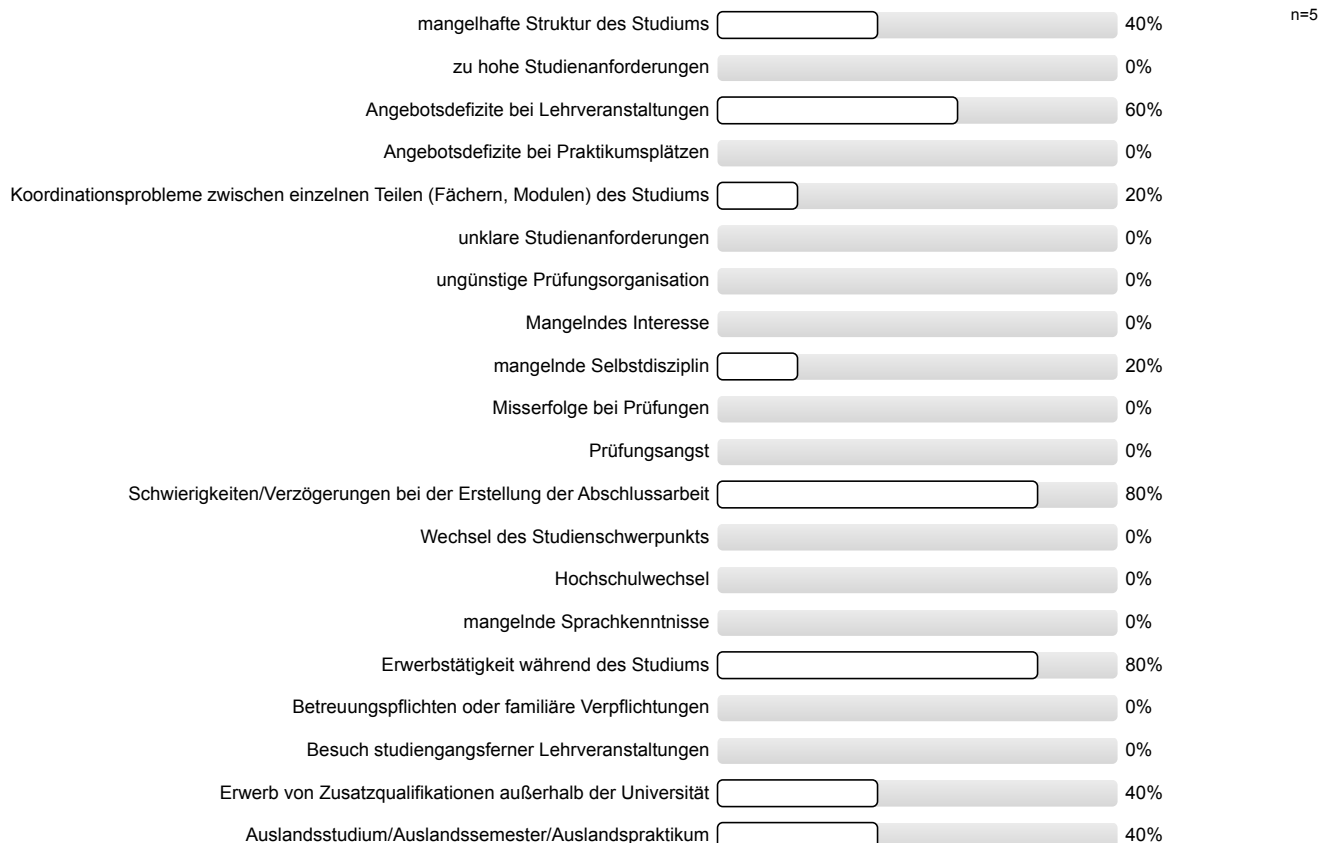 mangelhafte Struktur des Studiums 40% n=5
zu hohe Studienanforderungen 0%
Angebotsdefizite bei Lehrveranstaltungen 60%
Angebotsdefizite bei Praktikumsplätzen 0%
Koordinationsprobleme zwischen einzelnen Teilen (Fächern, Modulen) des Studiums 20%
unklare Studienanforderungen 0%
ungünstige Prüfungsorganisation 0%
Mangelndes Interesse 0%
mangelnde Selbstdisziplin 20%
Misserfolge bei Prüfungen 0%
Prüfungsangst 0%
Schwierigkeiten/Verzögerungen bei der Erstellung der Abschlussarbeit 80%
Wechsel des Studienschwerpunkts 0%
Hochschulwechsel 0%
mangelnde Sprachkenntnisse 0%
Erwerbstätigkeit während des Studiums 80%
Betreuungspflichten oder familiäre Verpflichtungen 0%
Besuch studiengangsferner Lehrveranstaltungen 0%
Erwerb von Zusatzqualifikationen außerhalb der Universität 40%
Auslandsstudium/Auslandssemester/Auslandspraktikum 40%